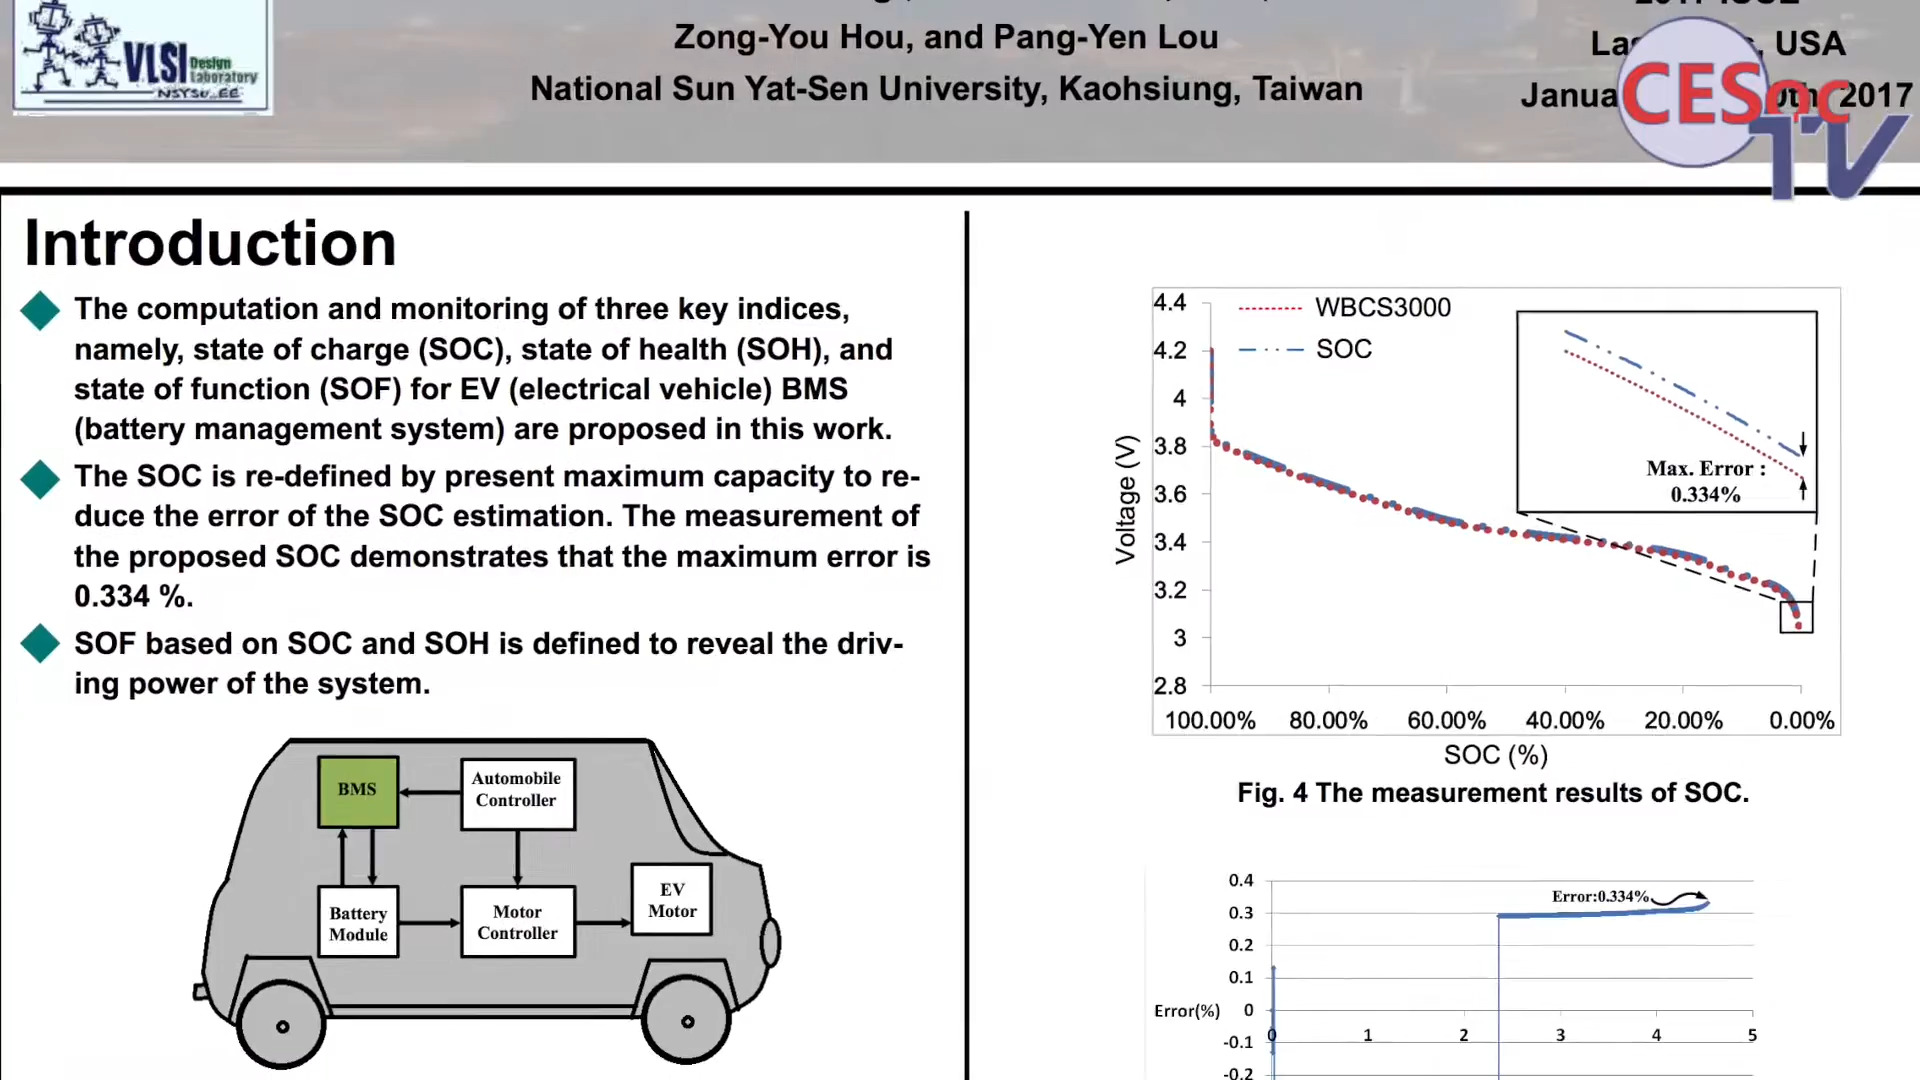 VLSI Design
Laboratory
NSYSU_EE
Zong-You Hou, and Pang-Yen Lou
National Sun Yat-Sen University, Kaohsiung, Taiwan
USA
2017
CESoc
TV
Introduction
The computation and monitoring of three key indices,
namely, state of charge (SOC), state of health (SOH), and
state of function (SOF) for EV (electrical vehicle) BMS
(battery management system) are proposed in this work.
The SOC is re-defined by present maximum capacity to re-
duce the error of the SOC estimation. The measurement of
the proposed SOC demonstrates that the maximum error is
0.334 %.
SOF based on SOC and SOH is defined to reveal the driv-
ing power of the system.
BMS
Automobile
Controller
Battery
Module
Motor
Controller
EV
Motor
4.4
4.2
4
3.8
3.6
3.4
3.2
3
2.8
Voltage (V)
WBCS3000
SOC
Max. Error :
0.334%
100.00% 80.00% 60.00% 40.00% 20.00% 0.00%
SOC (%)
Fig. 4 The measurement results of SOC.
0.4
0.3
0.2
0.1
0
-0.1
-0.2
Error(%)
Error:0.334%
0 1 2 3 4 5